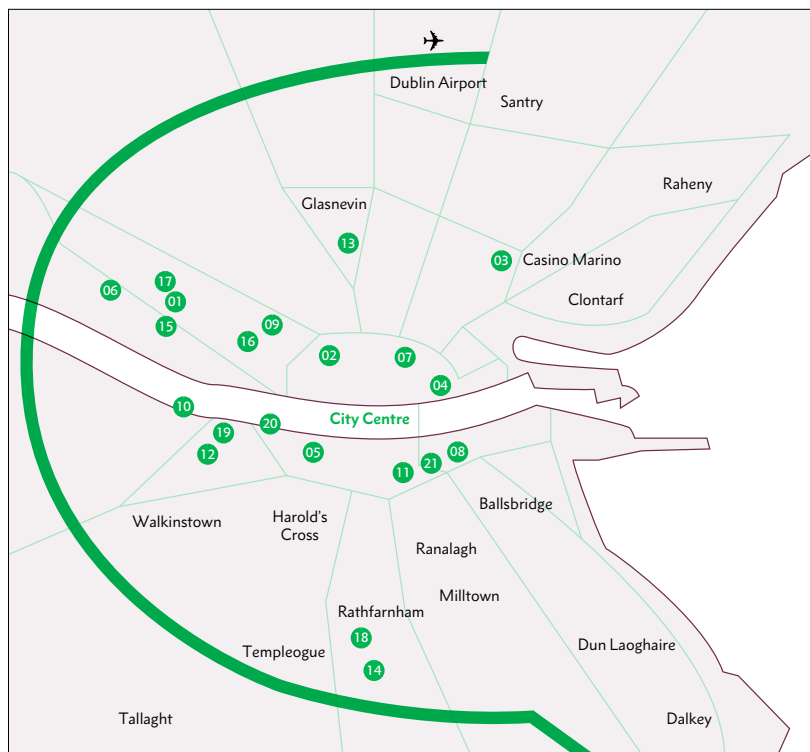 Dublin Airport
Santry
Raheny
Glasnevin
13
03
Casino Marino
17
06
01
Clontarf
15
09
16
02
07
04
10
City Centre
20
19
05
12
08
21
11
Ballsbridge
Walkinstown
Harold's
Cross
Ranalagh
Milltown
Rathfarnham
18
Dun Laoghaire
Templeogue
14
Tallaght
Dalkey